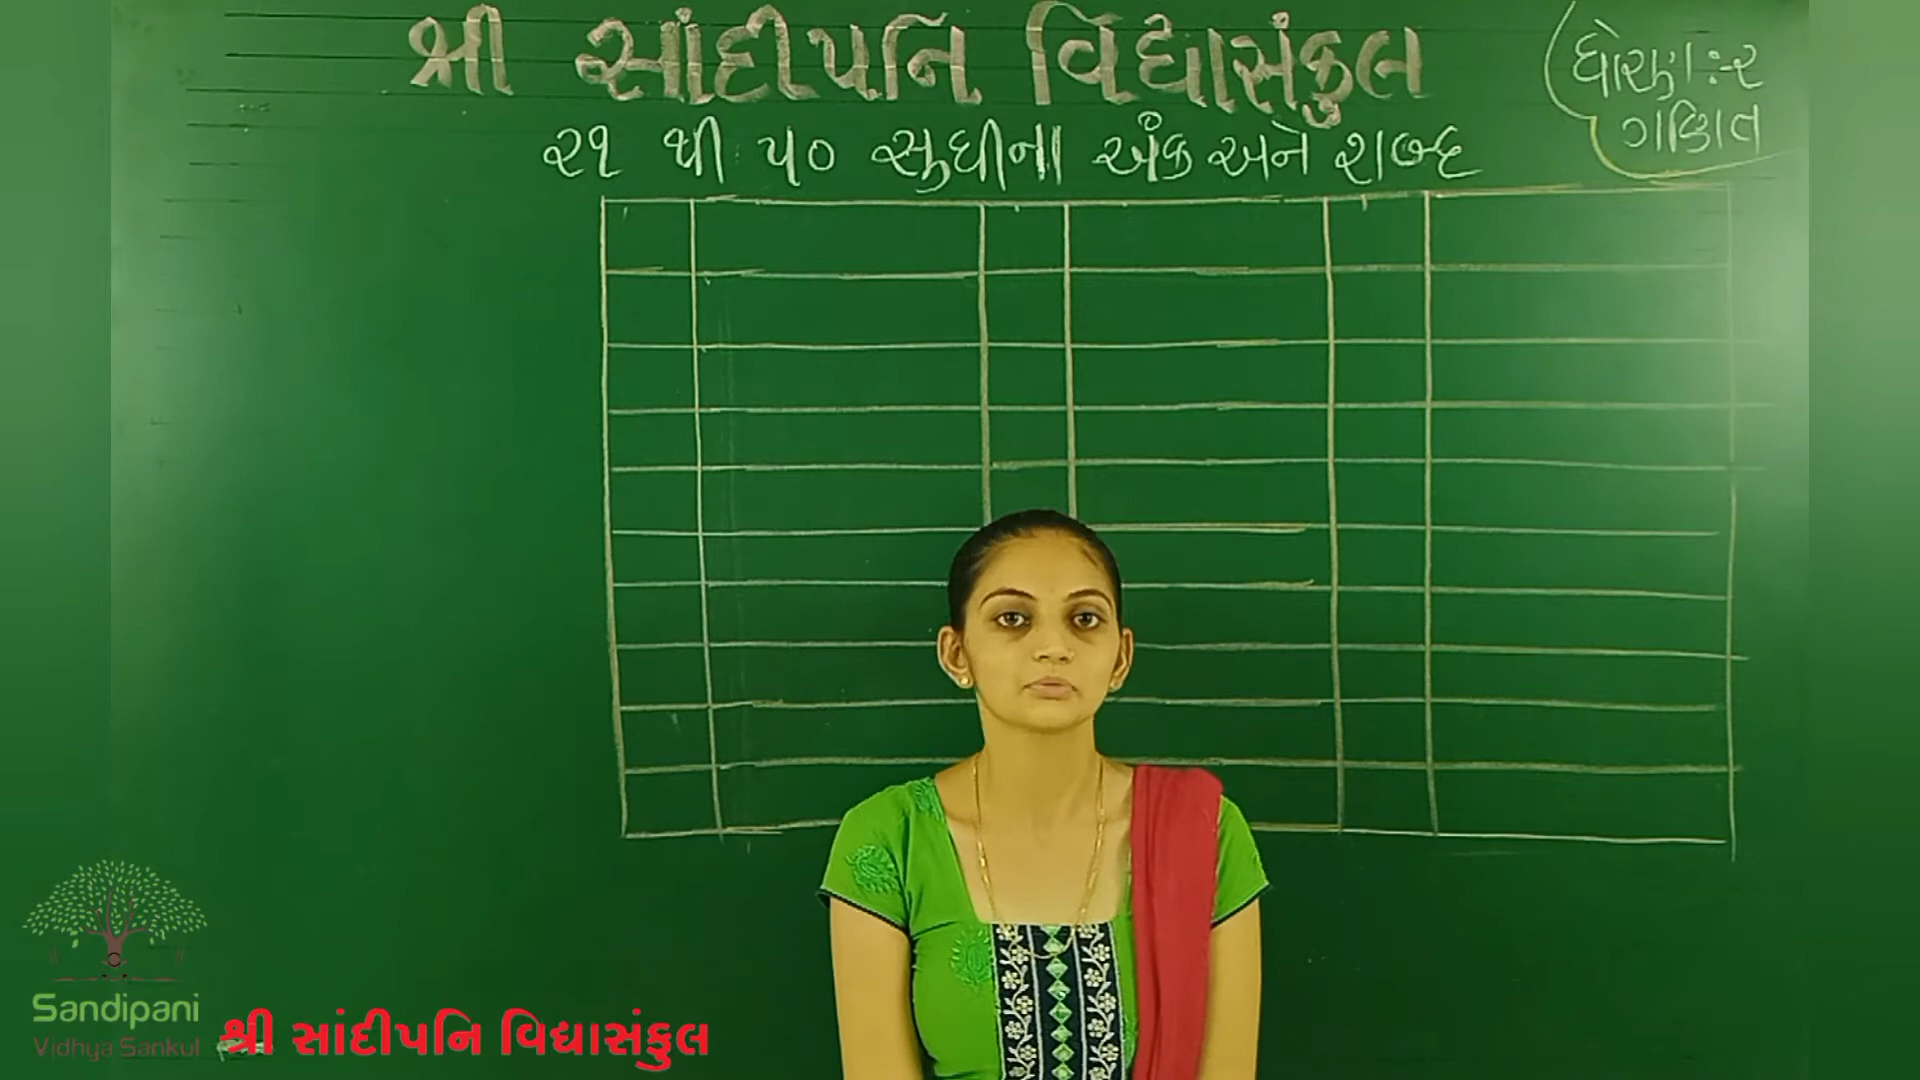 શ્રી સાંદીપનિ વિદ્યાસંકુલ
ધોરણ :- ૨
ગણિત
૨૧ થી ૫૦ સુધીના અંક અને શબ્દ
Sandipani
Vidhya Sankul
શ્રી સાંદીપનિ વિદ્યાસંકુલ